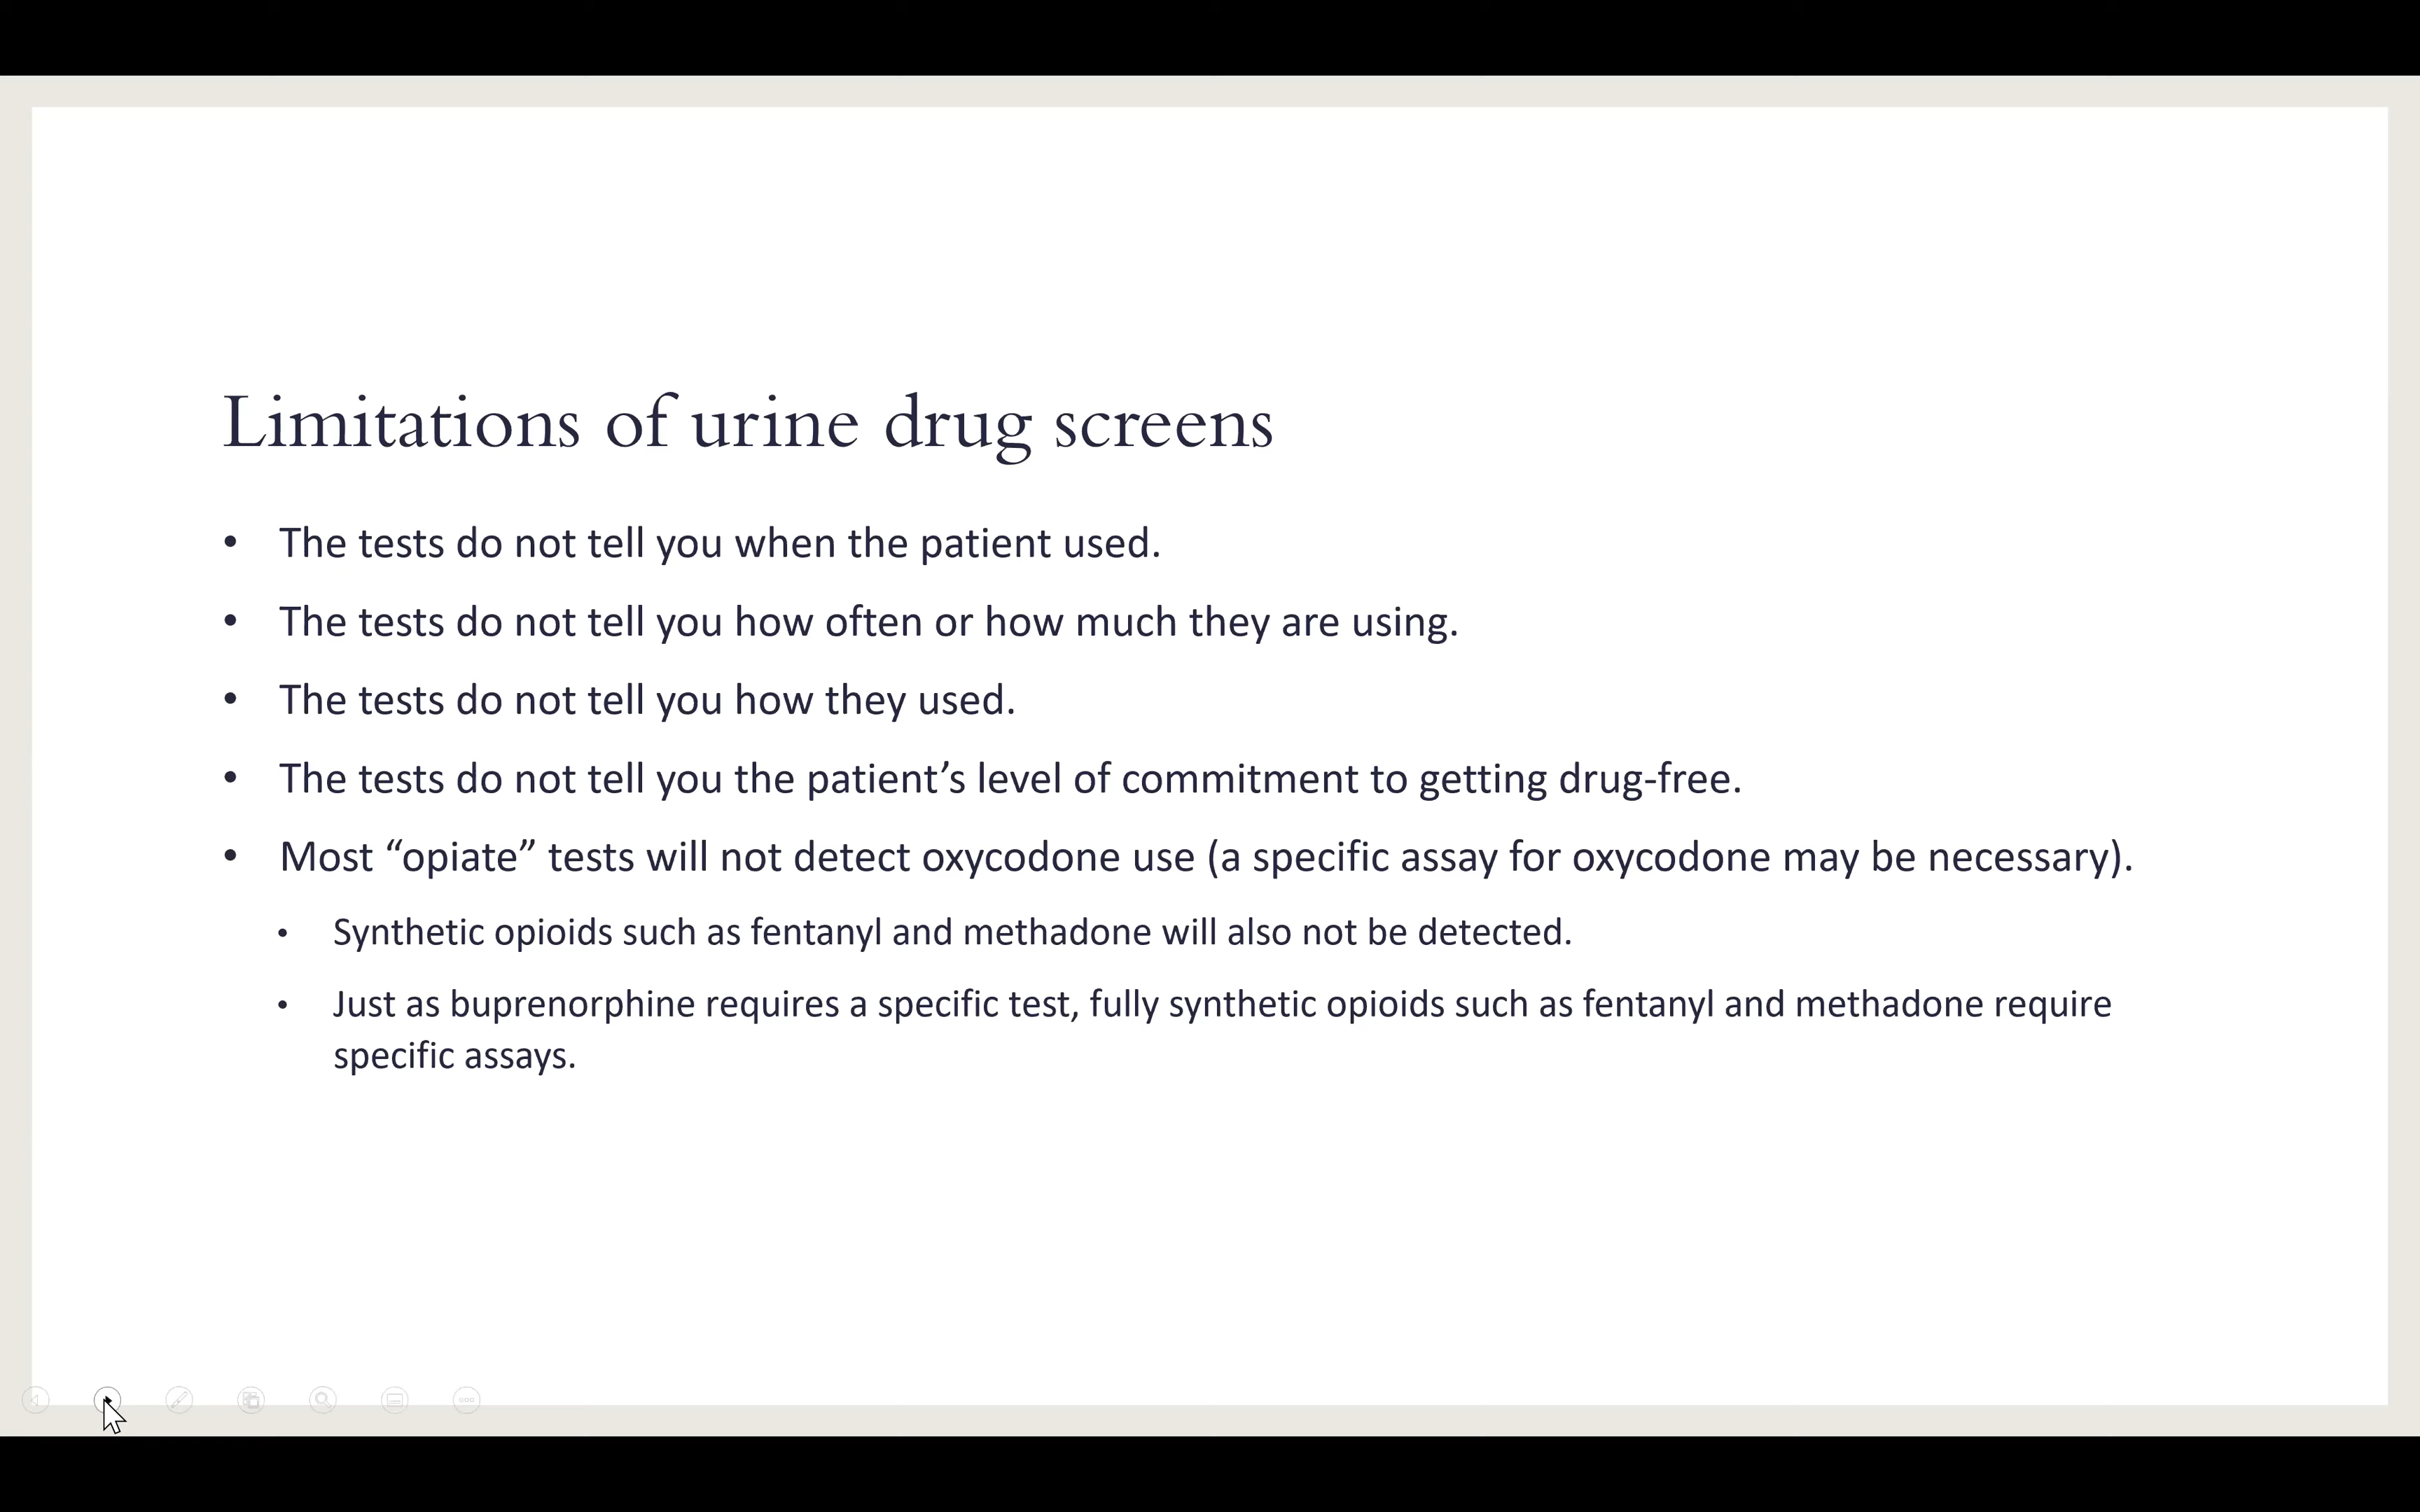 Limitations of urine drug screens
• The tests do not tell you when the patient used.
• The tests do not tell you how often or how much they are using.
• The tests do not tell you how they used.
• The tests do not tell you the patient’s level of commitment to getting drug-free.
• Most “opiate” tests will not detect oxycodone use (a specific assay for oxycodone may be necessary).
• Synthetic opioids such as fentanyl and methadone will also not be detected.
• Just as buprenorphine requires a specific test, fully synthetic opioids such as fentanyl and methadone require
specific assays.